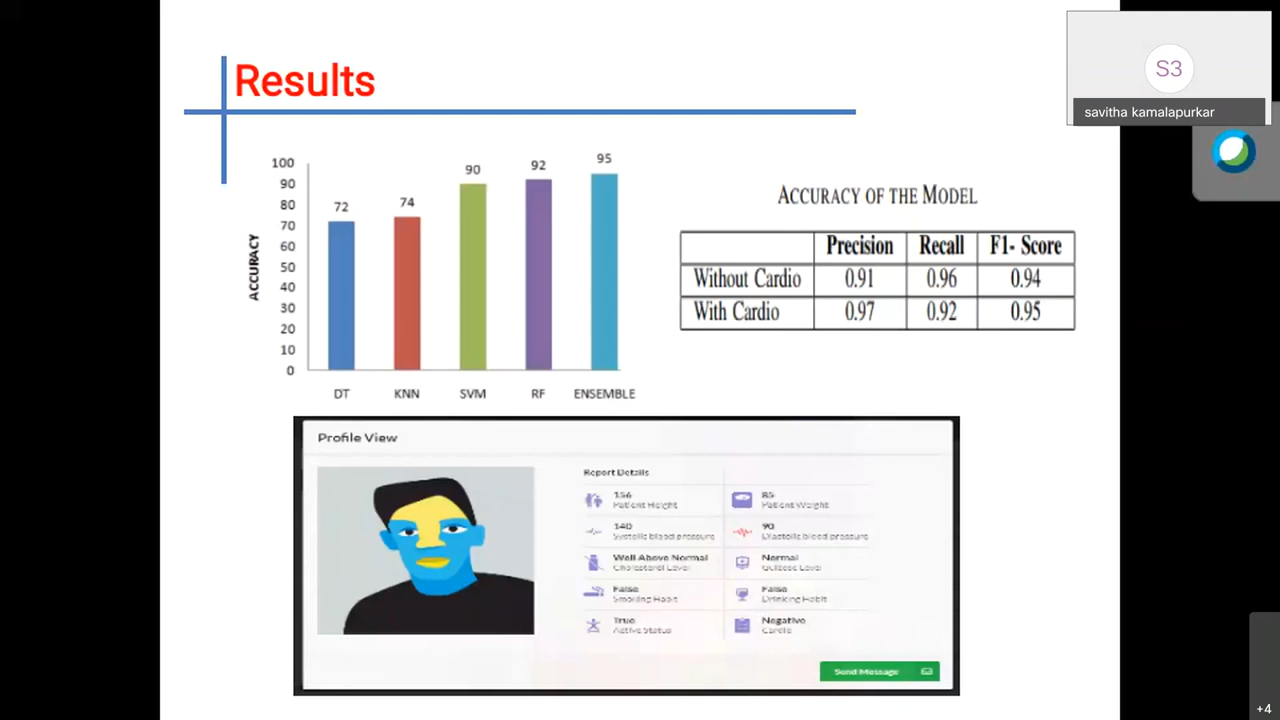 Results
S3
savitha kamalapurkar
100
90
80
70
60
50
40
30
20
10
0
ACCURACY
72
74
90
92
95
DT KNN SVM RF ENSEMBLE
ACCURACY OF THE MODEL
Precision Recall F1- Score
Without Cardio 0.91 0.96 0.94
With Cardio 0.97 0.92 0.95
Profile View
Report Details
156
Patient Height
85
Patient Weight
140
Systolic blood pressure
90
Diastolic blood pressure
Well Above Normal
Cholesterol Level
Normal
Glucose Level
False
Smoking Habit
False
Drinking Habit
True
Active Status
Negative
Cardio
Send Message
+4